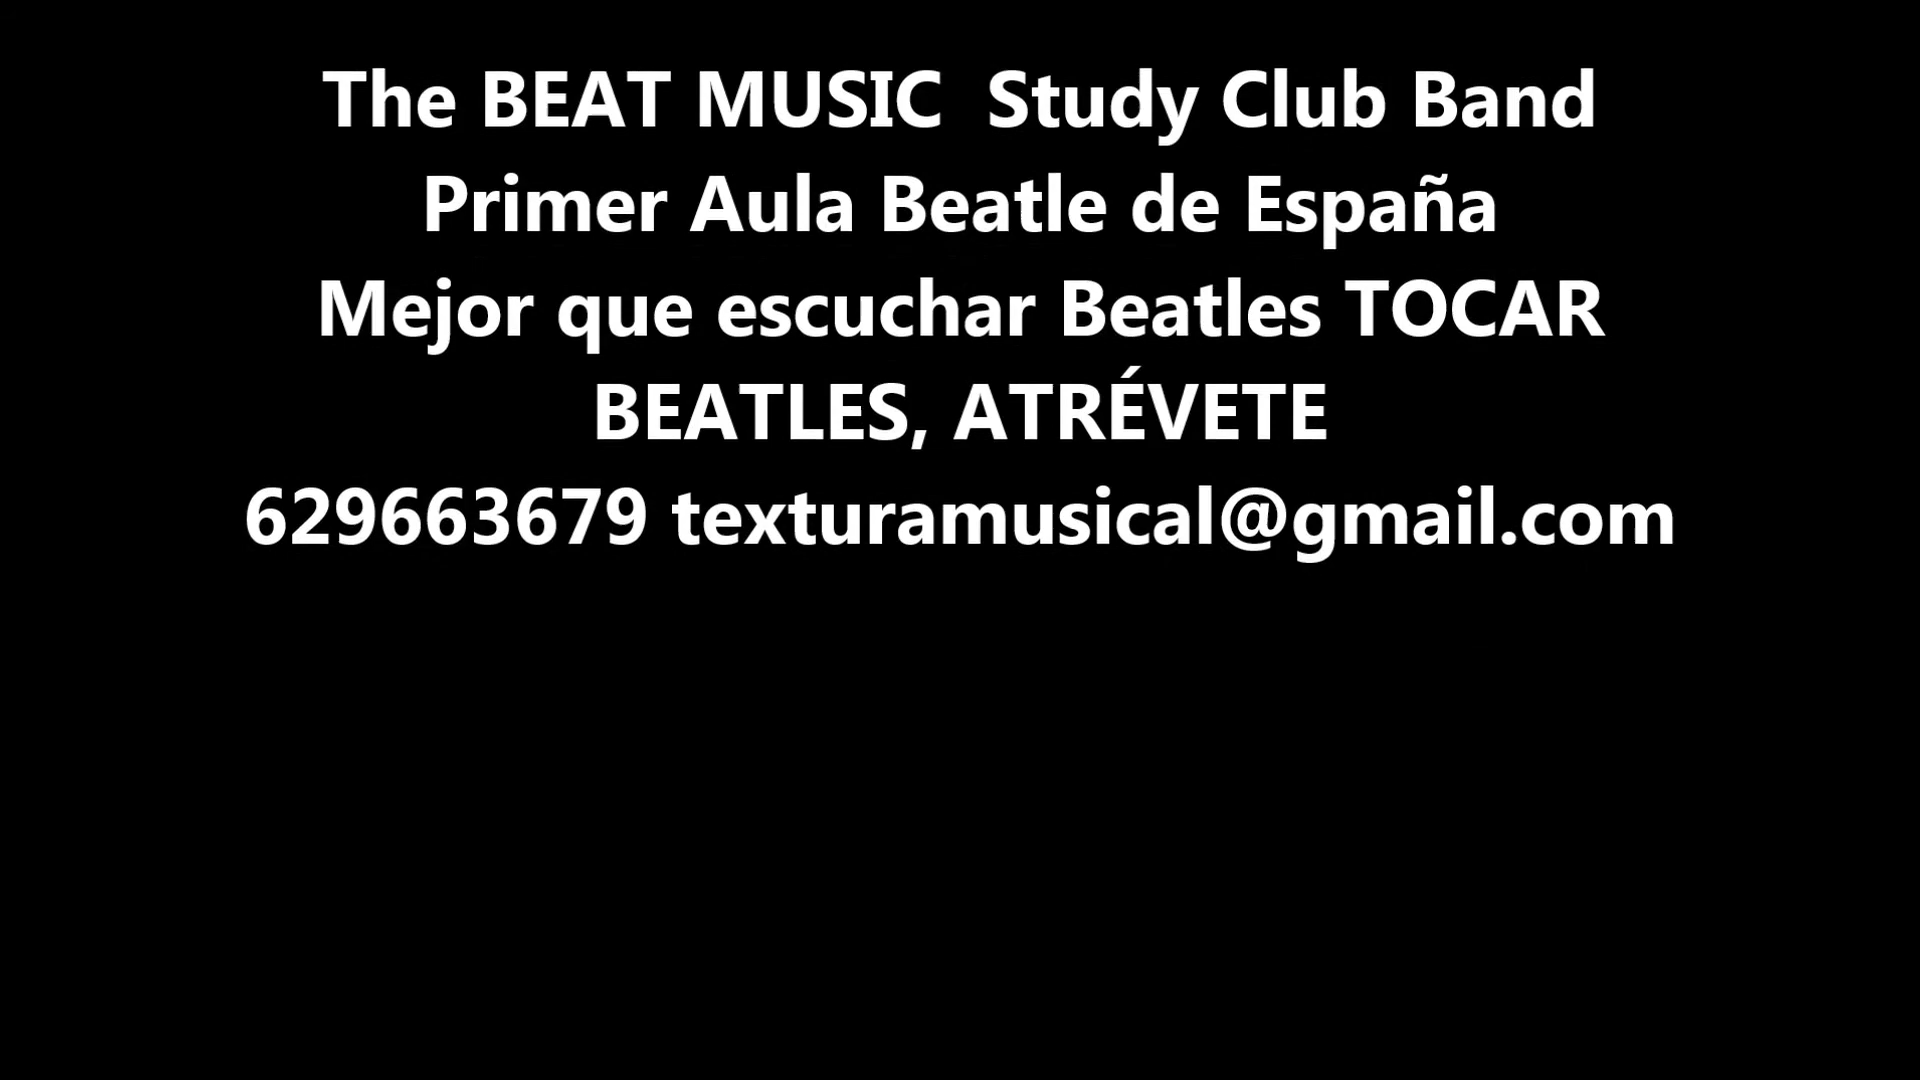 The BEAT MUSIC  Study Club Band
Primer Aula Beatle de España
Mejor que escuchar Beatles TOCAR
BEATLES, ATRÉVETE
629663679 texturamusical@gmail.com